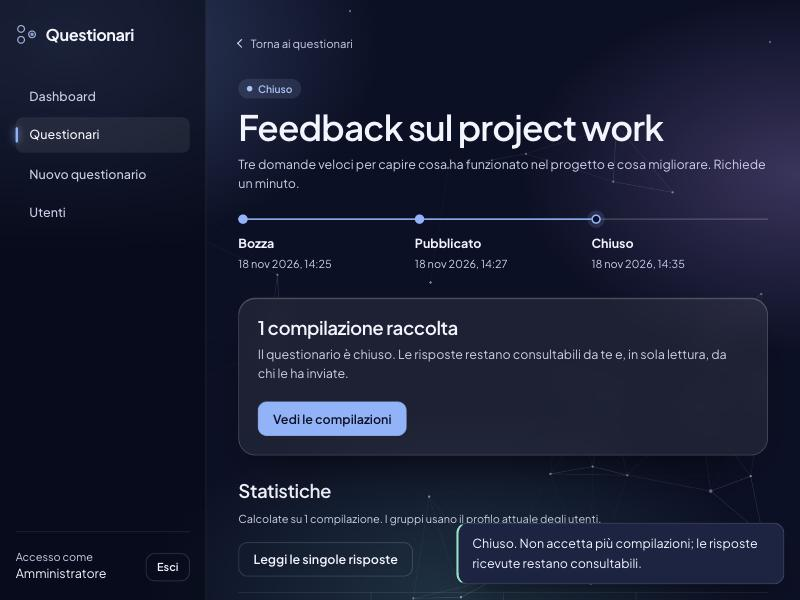 Questionari
Dashboard
Questionari
Nuovo questionario
Utenti
Accesso come
Amministratore
Esci
Torna ai questionari
Chiuso
Feedback sul project work
Tre domande veloci per capire cosa ha funzionato nel progetto e cosa migliorare. Richiede
un minuto.
Bozza
18 nov 2026, 14:25
Pubblicato
18 nov 2026, 14:27
Chiuso
18 nov 2026, 14:35
1 compilazione raccolta
Il questionario è chiuso. Le risposte restano consultabili da te e, in sola lettura, da
chi le ha inviate.
Vedi le compilazioni
Statistiche
Calcolate su 1 compilazione. I gruppi usano il profilo attuale degli utenti.
Leggi le singole risposte
Chiuso. Non accetta più compilazioni; le risposte
ricevute restano consultabili.